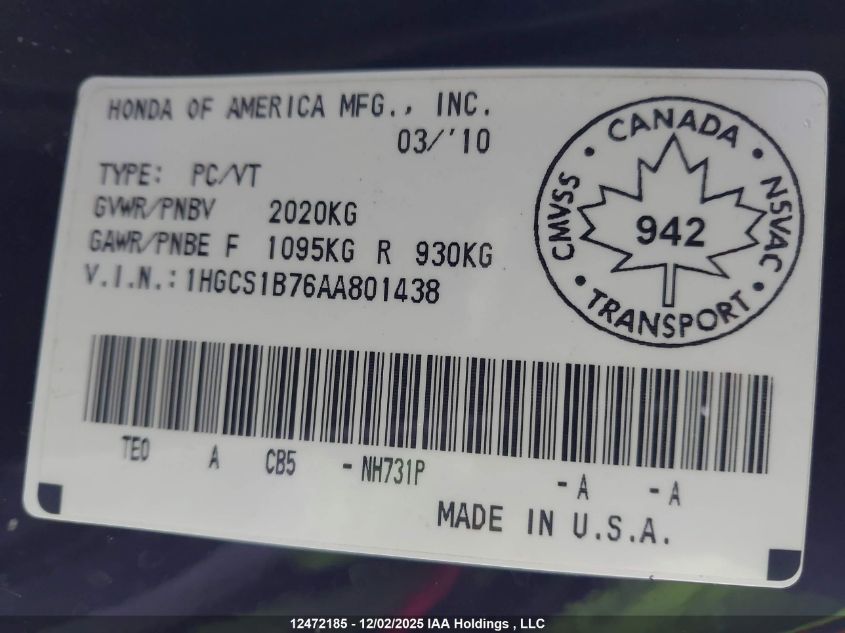 HONDA OF AMERICA MFG., INC.
03/'10
TYPE: PC/VT
GVWR/PNBV 2020KG
GAWR/PNBE F 1095KG R 930KG
V.I.N.: 1HGCS1B76AA801438
CANADA
CMVSS
NSVAC
942
TRANSPORT
TE0 A CB5 - NH731P - A - A
MADE IN U.S.A.
12472185 - 12/02/2025 IAA Holdings , LLC